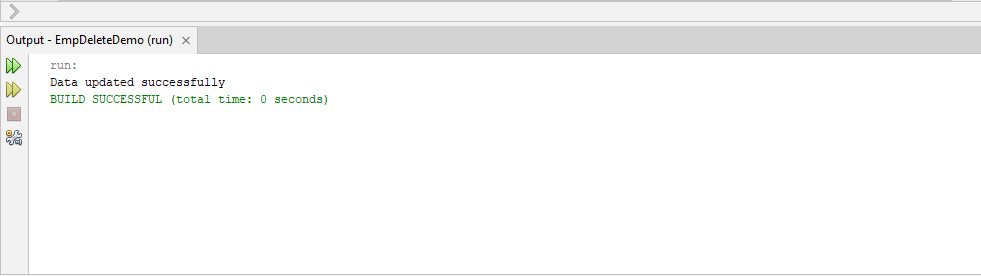 Output - EmpDeleteDemo (run)
run:
Data updated successfully
BUILD SUCCESSFUL (total time: 0 seconds)